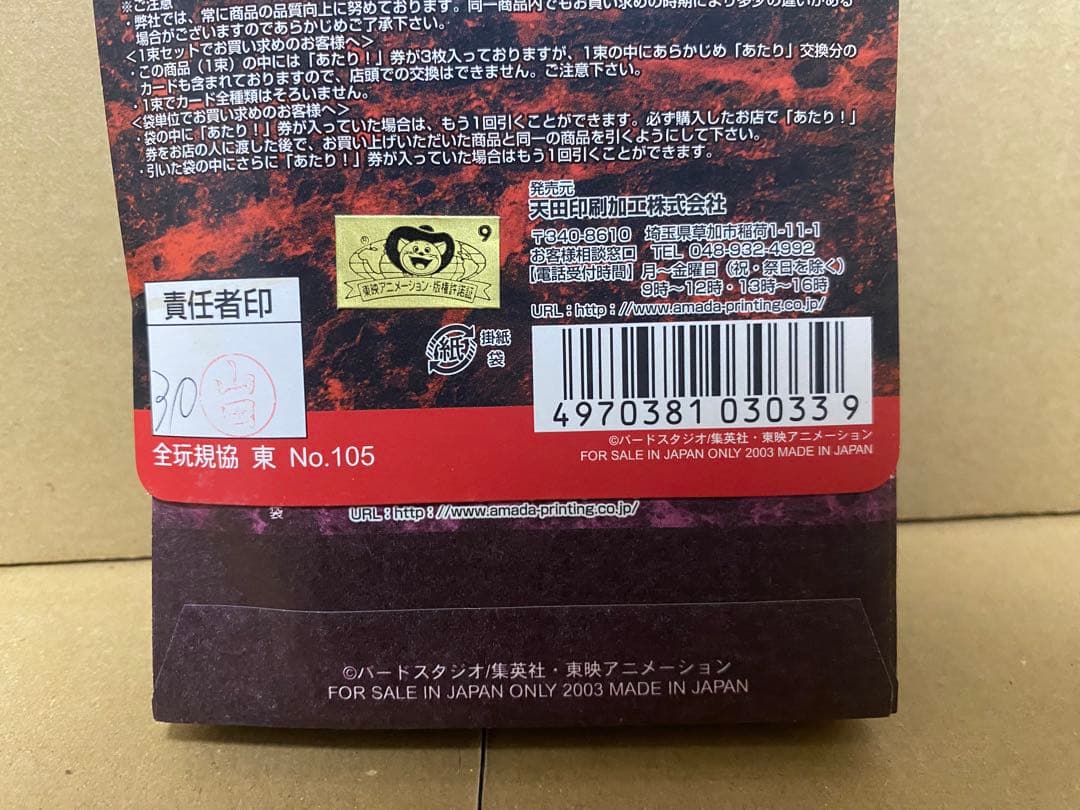 ※ご注意
・弊社では、常に商品の品質向上に努めております。同一商品内でもお買い求めの時期により多少の違いがある
場合がございますのであらかじめご了承下さい。
<1束セットでお買い求めのお客様へ>
・この商品（1束）の中には「あたり！」券が3枚入っておりますが、1束の中にあらかじめ「あたり」交換分の
カードも含まれておりますので、店頭での交換はできません。ご注意下さい。
・1束でカード全種類はそろいません。
<袋単位でお買い求めのお客様へ>
・袋の中に「あたり！」券が入っていた場合は、もう1回引くことができます。必ず購入したお店で「あたり！」
券をお店の人に渡した後で、お買い上げいただいた商品と同一の商品を引くようにして下さい。
・引いた袋の中にさらに「あたり！」券が入っていた場合はもう1回引くことができます。
発売元
天田印刷加工株式会社
〒340-8610 埼玉県草加市稲荷1-11-1
お客様相談窓口 TEL 048-932-4992
【電話受付時間】月〜金曜日（祝・祭日を除く）
9時〜12時・13時〜16時
URL：http://www.amada-printing.co.jp/
9
東映アニメーション・版権許諾証
紙
掛紙
袋
責任者印
310
山田
4970381030339
©バードスタジオ/集英社・東映アニメーション
FOR SALE IN JAPAN ONLY 2003 MADE IN JAPAN
全玩規協 東 No.105
袋
URL：http://www.amada-printing.co.jp/
©バードスタジオ/集英社・東映アニメーション
FOR SALE IN JAPAN ONLY 2003 MADE IN JAPAN